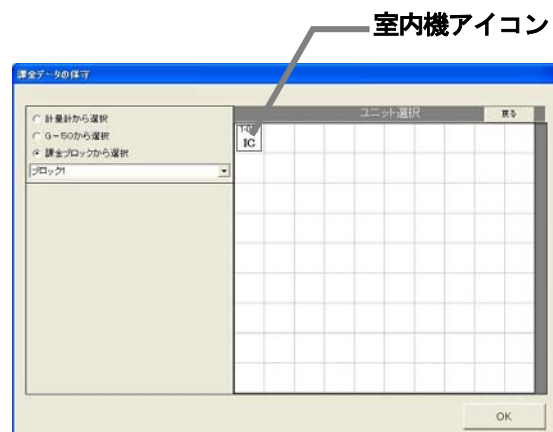 室内機アイコン
課金データの保守
計量計から選択
G-50から選択
課金ブロックから選択
ブロック1
ユニット選択
戻る
IC
OK